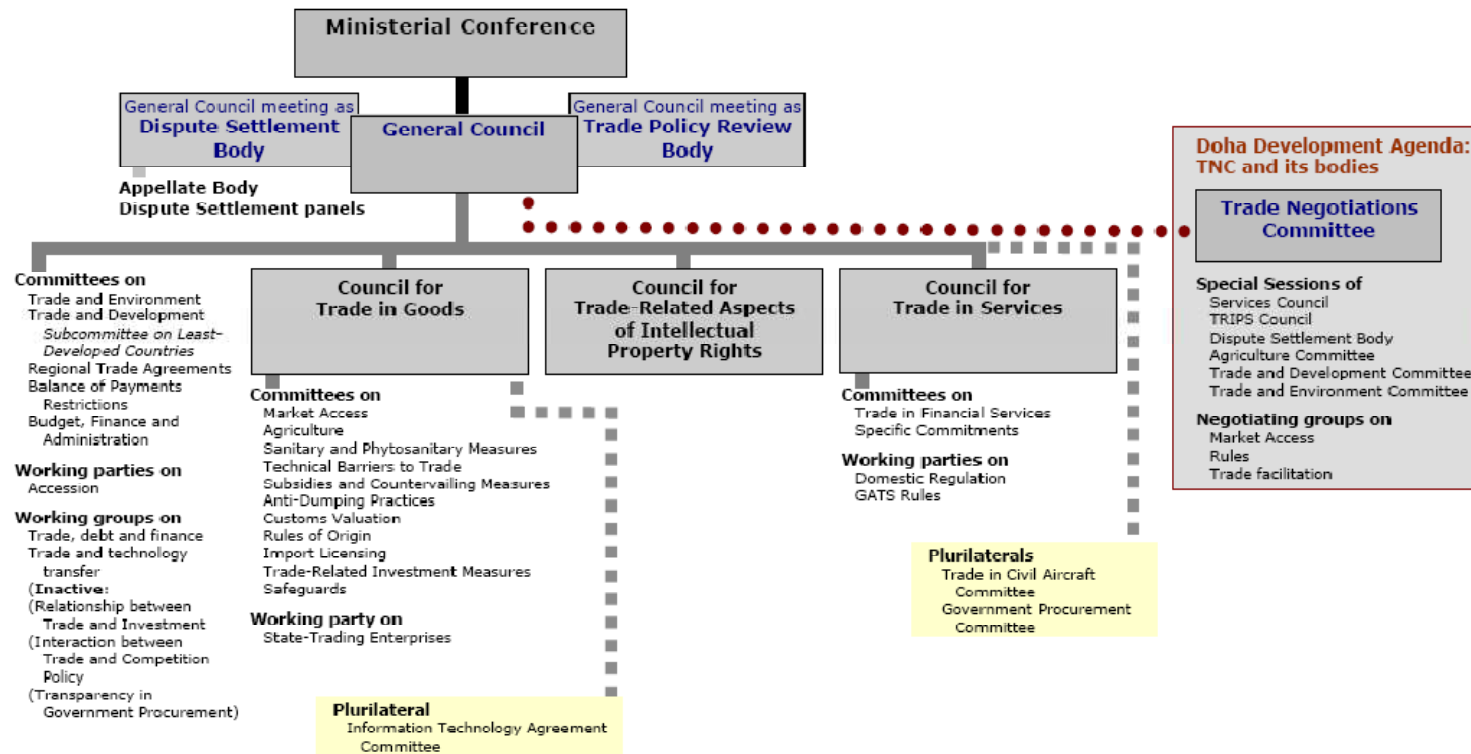 Ministerial Conference
General Council meeting as
Dispute Settlement
Body
General Council
General Council meeting as
Trade Policy Review
Body
Appellate Body
Dispute Settlement panels
Doha Development Agenda:
TNC and its bodies
Trade Negotiations
Committee
Special Sessions of
Services Council
TRIPS Council
Dispute Settlement Body
Agriculture Committee
Trade and Development Committee
Trade and Environment Committee
Negotiating groups on
Market Access
Rules
Trade facilitation
Committees on
Trade and Environment
Trade and Development
Subcommittee on Least-
Developed Countries
Regional Trade Agreements
Balance of Payments
Restrictions
Budget, Finance and
Administration
Working parties on
Accession
Working groups on
Trade, debt and finance
Trade and technology
transfer
(Inactive:
(Relationship between
Trade and Investment
(Interaction between
Trade and Competition
Policy
(Transparency in
Government Procurement)
Council for
Trade in Goods
Committees on
Market Access
Agriculture
Sanitary and Phytosanitary Measures
Technical Barriers to Trade
Subsidies and Countervailing Measures
Anti-Dumping Practices
Customs Valuation
Rules of Origin
Import Licensing
Trade-Related Investment Measures
Safeguards
Working party on
State-Trading Enterprises
Plurilateral
Information Technology Agreement
Committee
Council for
Trade-Related Aspects
of Intellectual
Property Rights
Council for
Trade in Services
Committees on
Trade in Financial Services
Specific Commitments
Working parties on
Domestic Regulation
GATS Rules
Plurilaterals
Trade in Civil Aircraft
Committee
Government Procurement
Committee